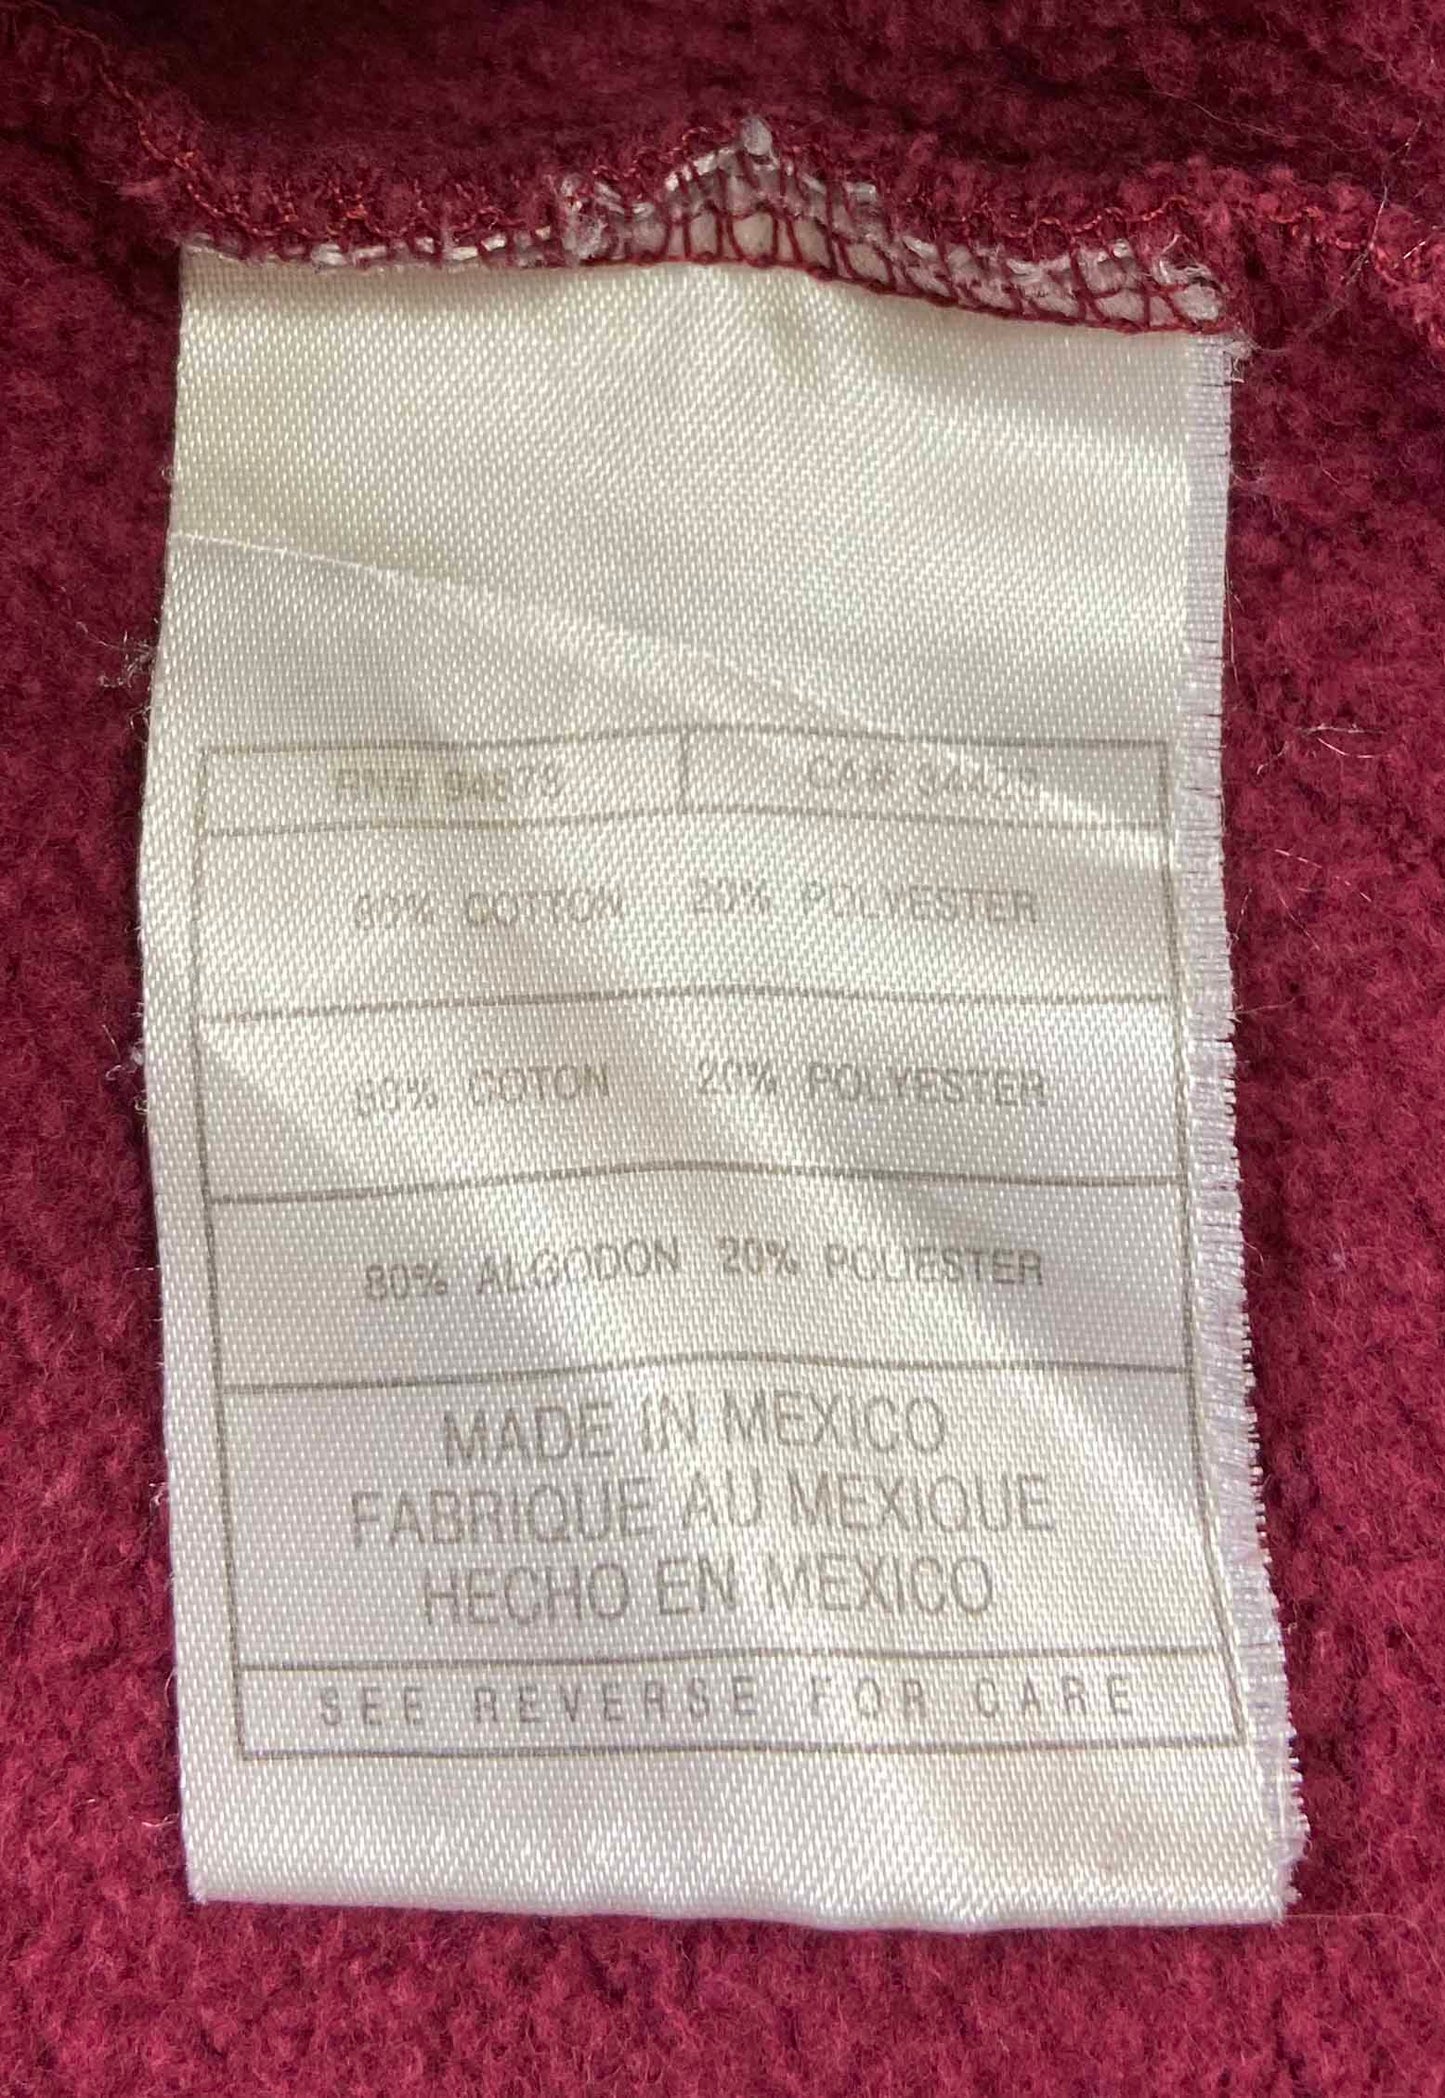 80% COTTON 20% POLYESTER
80% COTON 20% POLYESTER
80% ALGODON 20% POLIESTER
MADE IN MEXICO
FABRIQUE AU MEXIQUE
HECHO EN MEXICO
SEE REVERSE FOR CARE